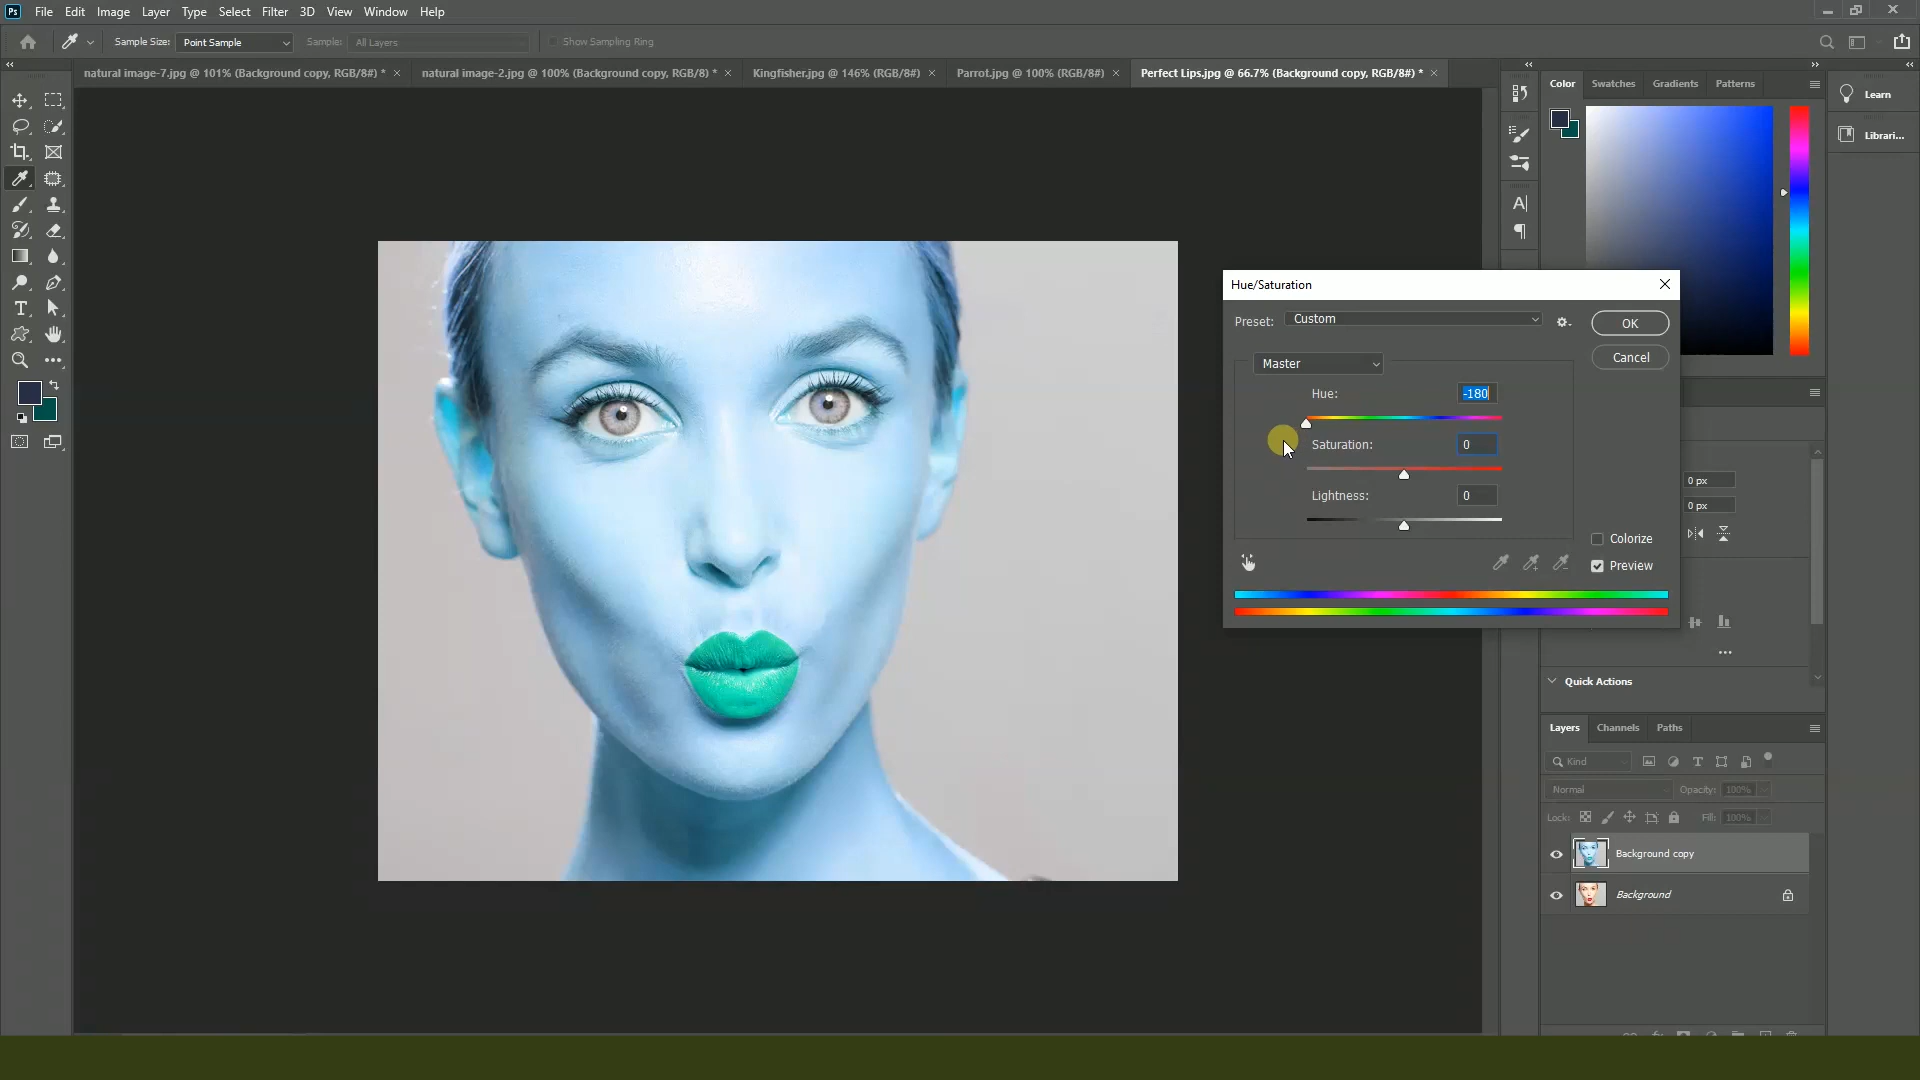 Ps File Edit Image Layer Type Select Filter 3D View Window Help
Sample Size: Point Sample Sample: All Layers Show Sampling Ring
natural image-7.jpg @ 101% (Background copy, RGB/8#) * × natural image-2.jpg @ 100% (Background copy, RGB/8) * × Kingfisher.jpg @ 146% (RGB/8#) × Parrot.jpg @ 100% (RGB/8#) × Perfect Lips.jpg @ 66.7% (Background copy, RGB/8#) * ×
Color Swatches Gradients Patterns
Learn
Librari...
Hue/Saturation
Preset: Custom
OK
Master
Cancel
Hue: -180
Saturation: 0
Lightness: 0
Colorize
Preview
0 px
0 px
Quick Actions
Layers Channels Paths
Kind
Normal Opacity: 100%
Lock: Fill: 100%
Background copy
Background